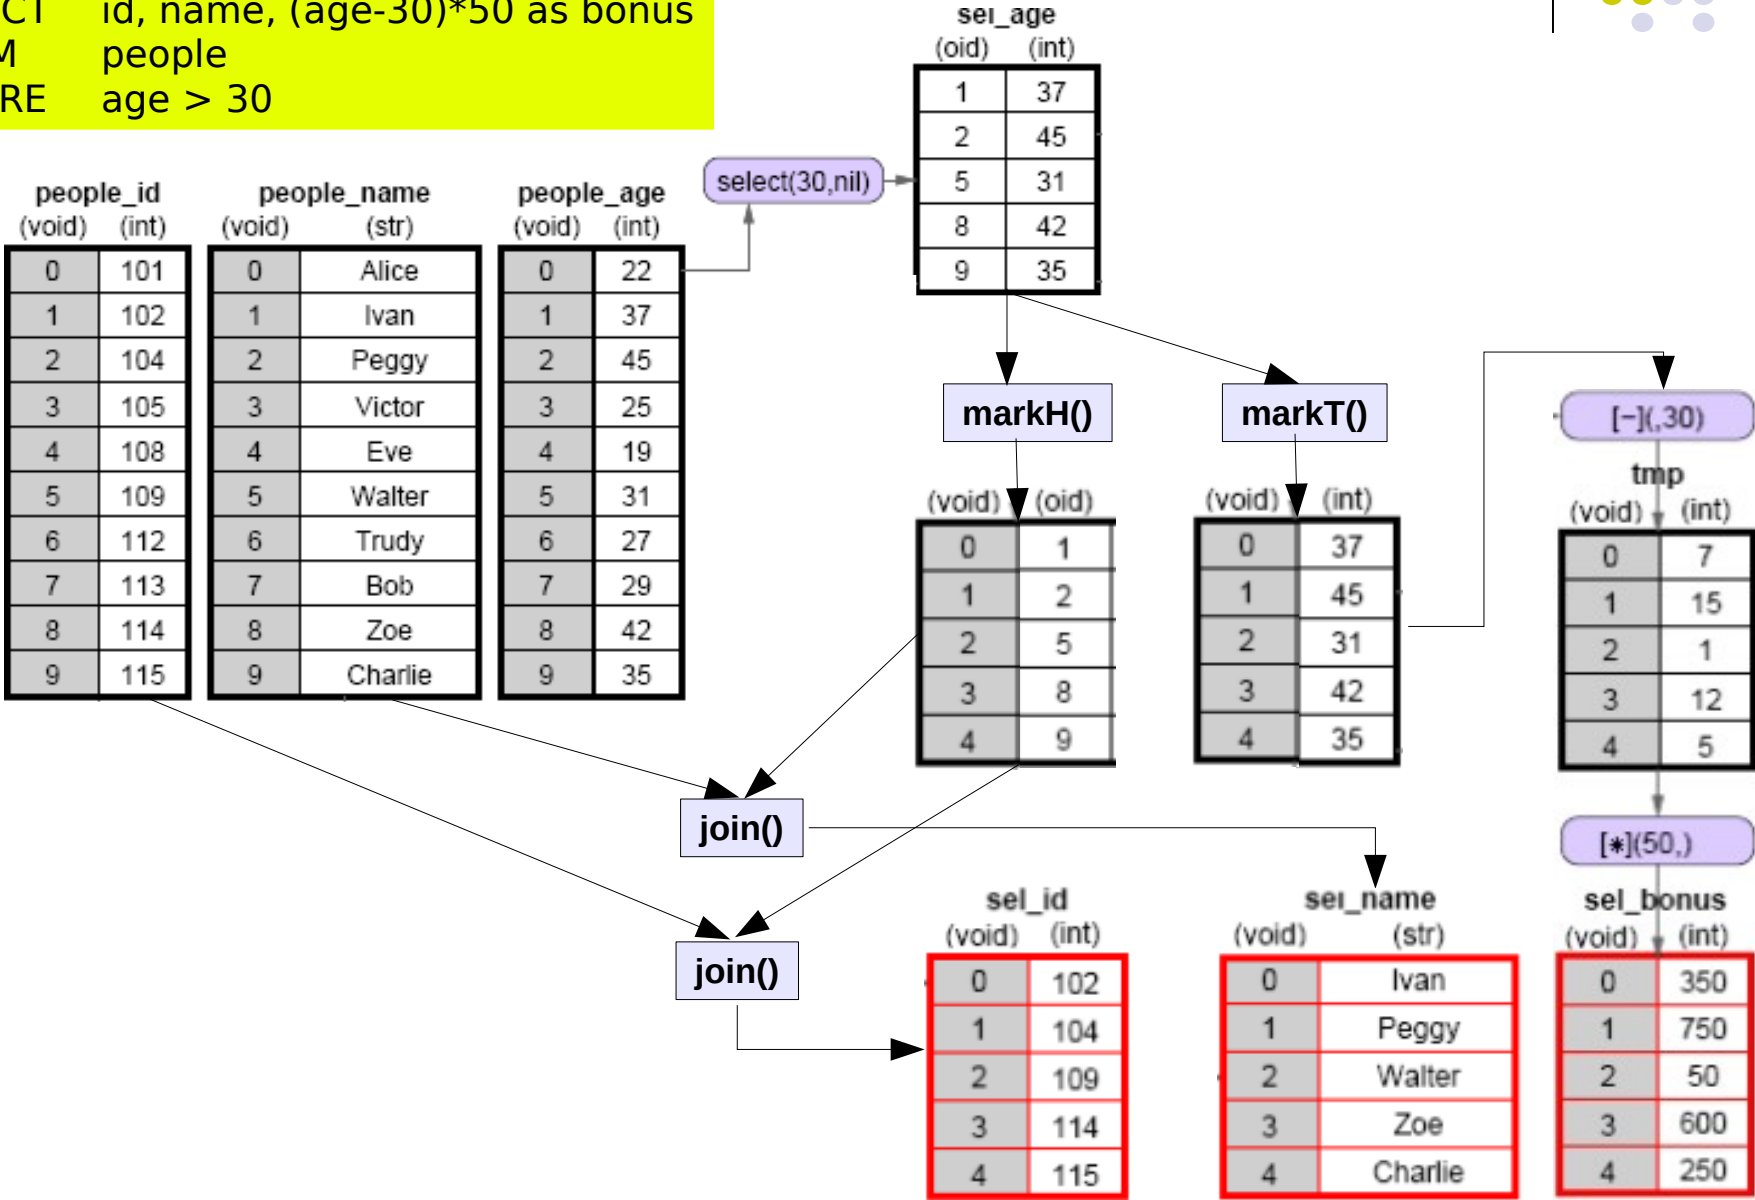 CT id, name, (age-30)*50 as bonus
M people
RE age > 30
sel_age
(oid) (int)
1 37
2 45
5 31
8 42
9 35
select(30,nil)
people_id people_name people_age
(void) (int) (void) (str) (void) (int)
0 101 0 Alice 0 22
1 102 1 Ivan 1 37
2 104 2 Peggy 2 45
3 105 3 Victor 3 25
4 108 4 Eve 4 19
5 109 5 Walter 5 31
6 112 6 Trudy 6 27
7 113 7 Bob 7 29
8 114 8 Zoe 8 42
9 115 9 Charlie 9 35
markH()
markT()
[−](,30)
(void) (oid)
0 1
1 2
2 5
3 8
4 9
(void) (int)
0 37
1 45
2 31
3 42
4 35
tmp
(void) (int)
0 7
1 15
2 1
3 12
4 5
join()
[*](50,)
join()
sel_id
(void) (int)
0 102
1 104
2 109
3 114
4 115
sel_name
(void) (str)
0 Ivan
1 Peggy
2 Walter
3 Zoe
4 Charlie
sel_bonus
(void) (int)
0 350
1 750
2 50
3 600
4 250